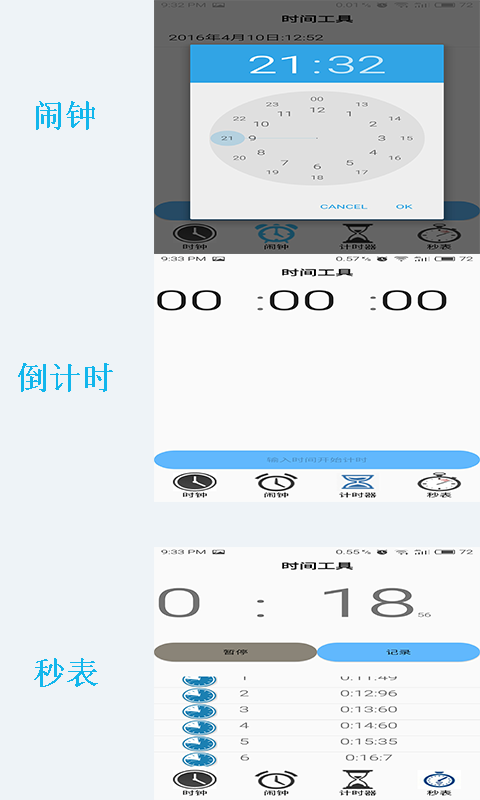 9:32 PM 0.01% 72
时间工具
2016年4月10日:12:52
21:32
闹钟
00
23 13
12
11 1
22 10 2 14
21 9 3 15
20 8 4 16
7 5
6
19 17
18
CANCEL OK
时钟 闹钟 计时器 秒表
9:33 PM 0.57% 72
时间工具
00 :00 :00
倒计时
输入时间开始计时
时钟 闹钟 计时器 秒表
9:33 PM 0.55% 72
时间工具
0 : 18 56
暂停 记录
秒表
1 0:11:49
2 0:12:96
3 0:13:60
4 0:14:60
5 0:15:35
6 0:16:7
时钟 闹钟 计时器 秒表